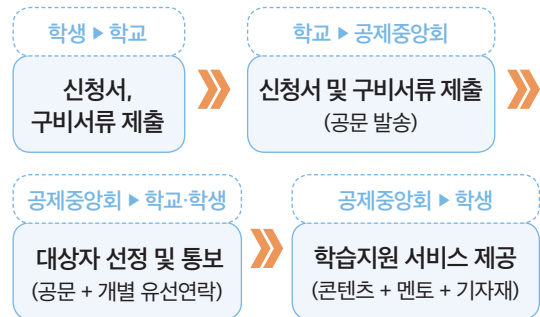 학생 ▶ 학교
신청서,
구비서류 제출
학교 ▶ 공제중앙회
신청서 및 구비서류 제출
(공문 발송)
공제중앙회 ▶ 학교·학생
대상자 선정 및 통보
(공문 + 개별 유선연락)
공제중앙회 ▶ 학생
학습지원 서비스 제공
(콘텐츠 + 멘토 + 기자재)